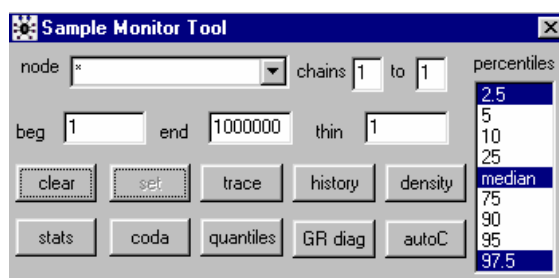 Sample Monitor Tool
node * chains 1 to 1 percentiles
beg 1 end 1000000 thin 1
clear set trace history density
stats coda quantiles GR diag autoC
2.5
5
10
25
median
75
90
95
97.5